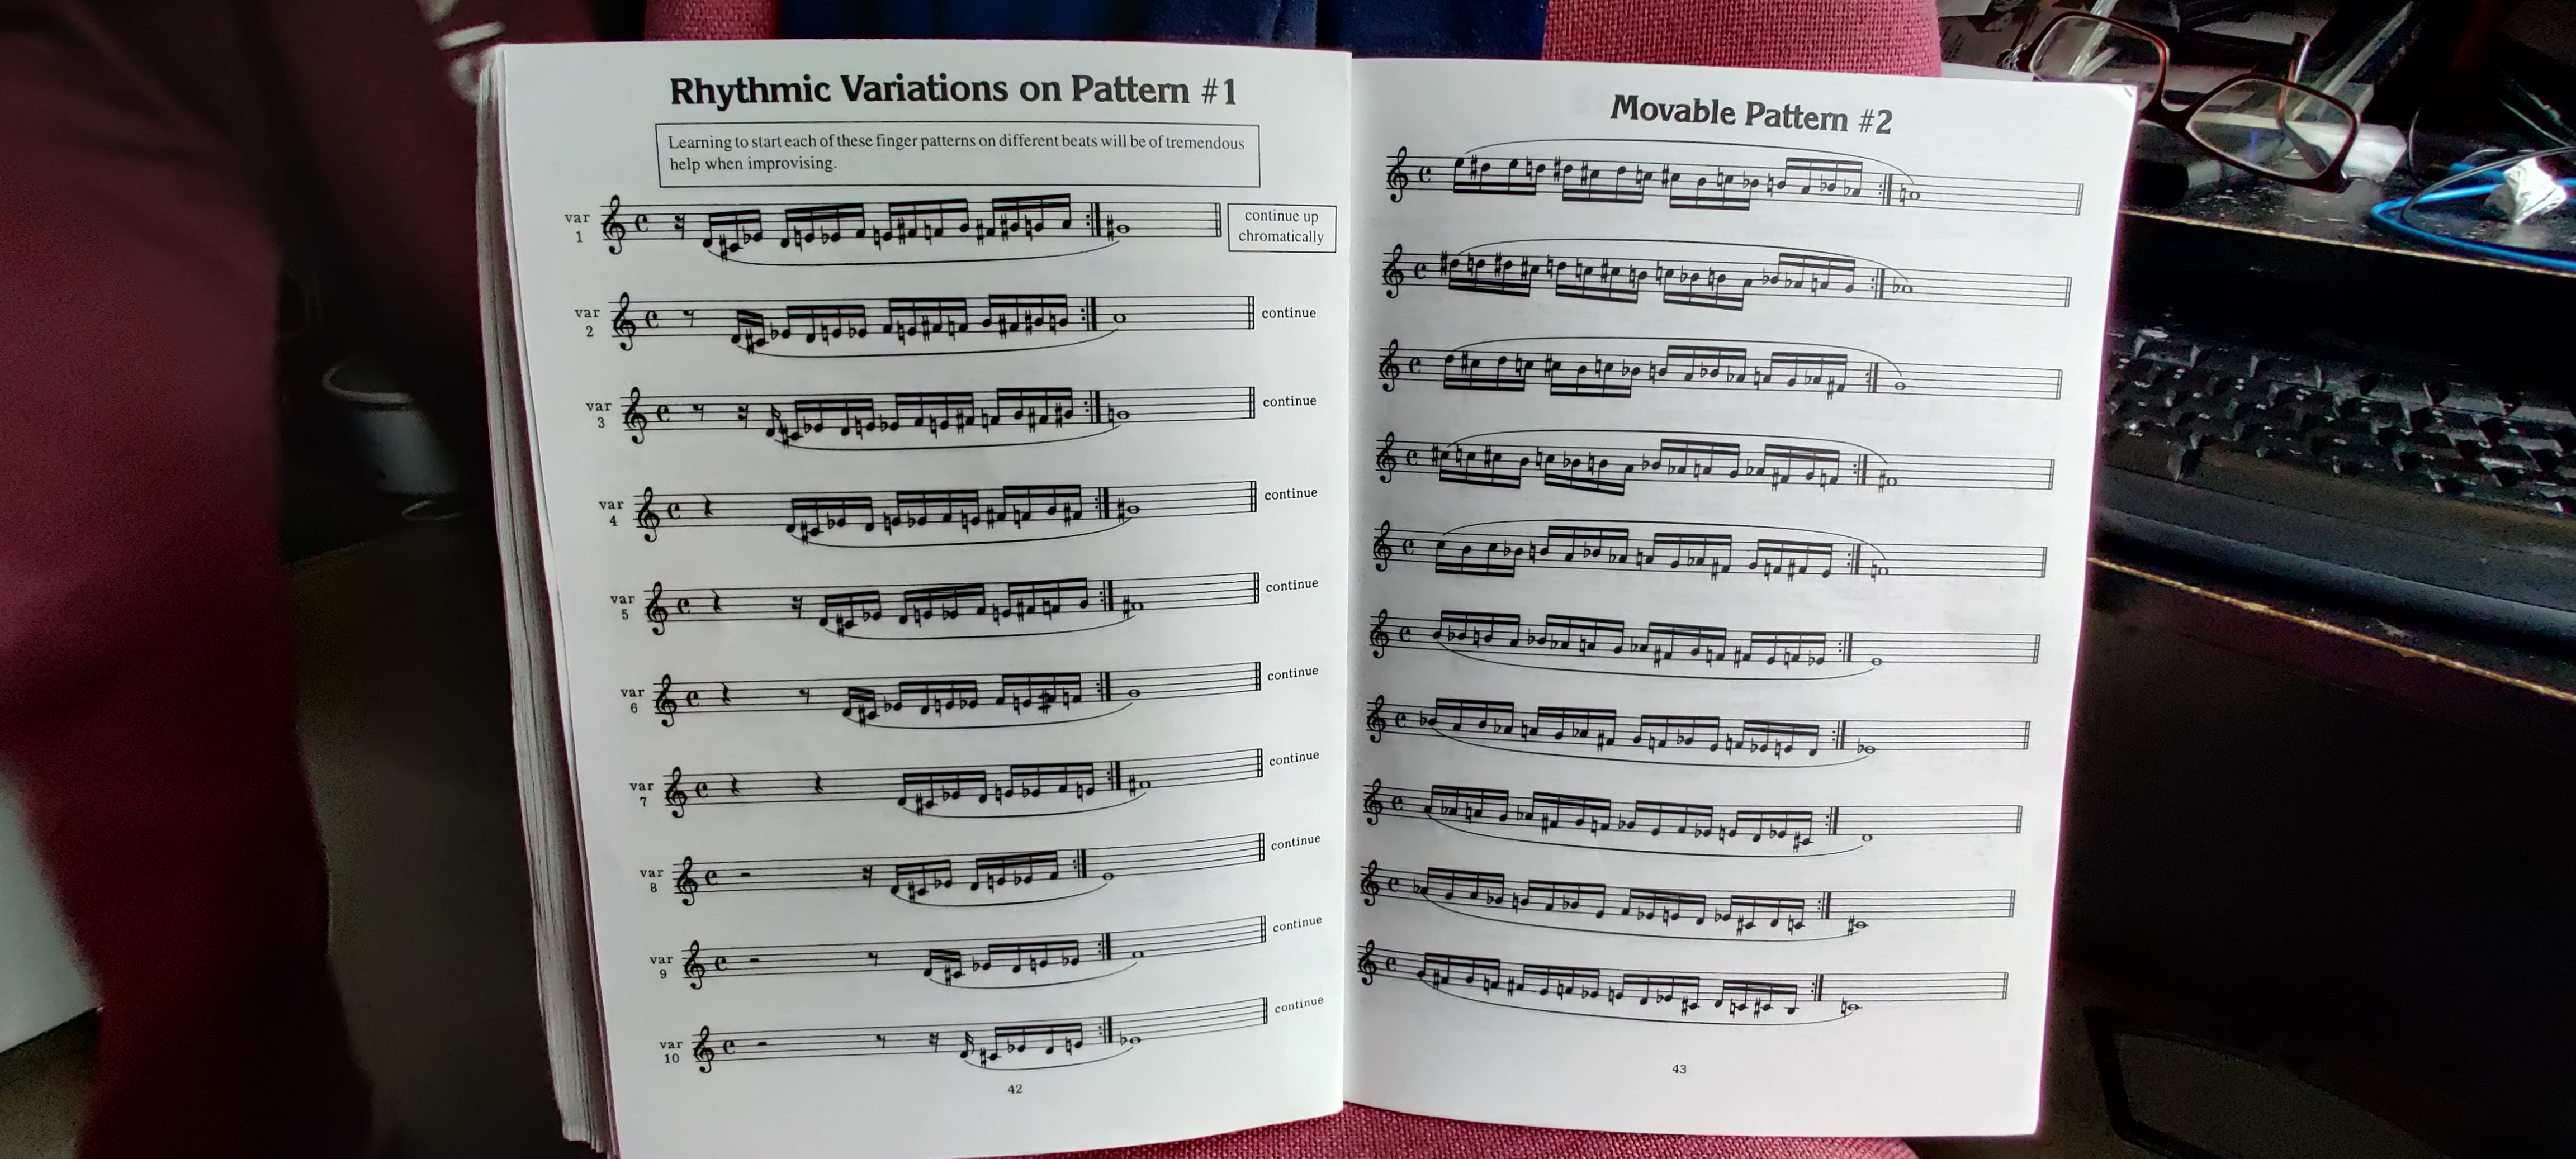 Rhythmic Variations on Pattern #1
Learning to start each of these finger patterns on different beats will be of tremendous
help when improvising.
var
1
continue up
chromatically
var
2
continue
var
3
continue
var
4
continue
var
5
continue
var
6
continue
var
7
continue
var
8
continue
var
9
continue
var
10
continue
42
Movable Pattern #2
43